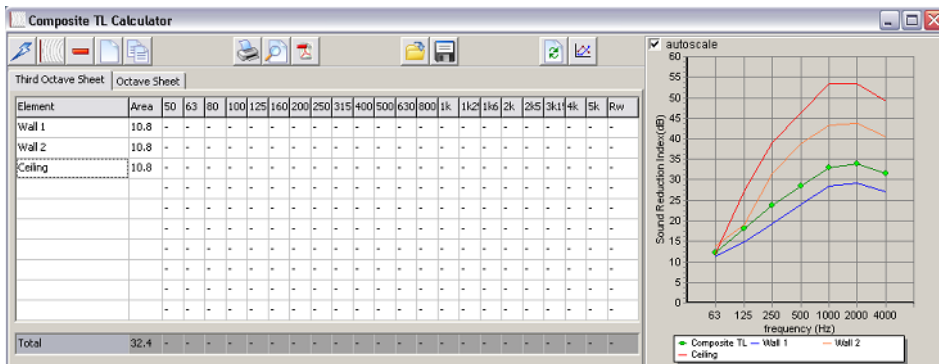 Composite TL Calculator
Third Octave Sheet Octave Sheet
Element Area 50 63 80 100 125 160 200 250 315 400 500 630 800 1k 1k2 1k6 2k 2k5 3k1 4k 5k Rw
Wall 1 10.8 - - - - - - - - - - - - - - - - - - - - - -
Wall 2 10.8 - - - - - - - - - - - - - - - - - - - - - -
Ceiling 10.8 - - - - - - - - - - - - - - - - - - - - - -
- - - - - - - - - - - - - - - - - - - - - -
- - - - - - - - - - - - - - - - - - - - - -
- - - - - - - - - - - - - - - - - - - - - -
- - - - - - - - - - - - - - - - - - - - - -
- - - - - - - - - - - - - - - - - - - - - -
- - - - - - - - - - - - - - - - - - - - - -
- - - - - - - - - - - - - - - - - - - - - -
Total 32.4 - - - - - - - - - - - - - - - - - - - - - -
autoscale
Sound Reduction Index(dB)
60
55
50
45
40
35
30
25
20
15
10
5
0
63 125 250 500 1000 2000 4000
frequency (Hz)
Composite TL Wall 1 Wall 2
Ceiling